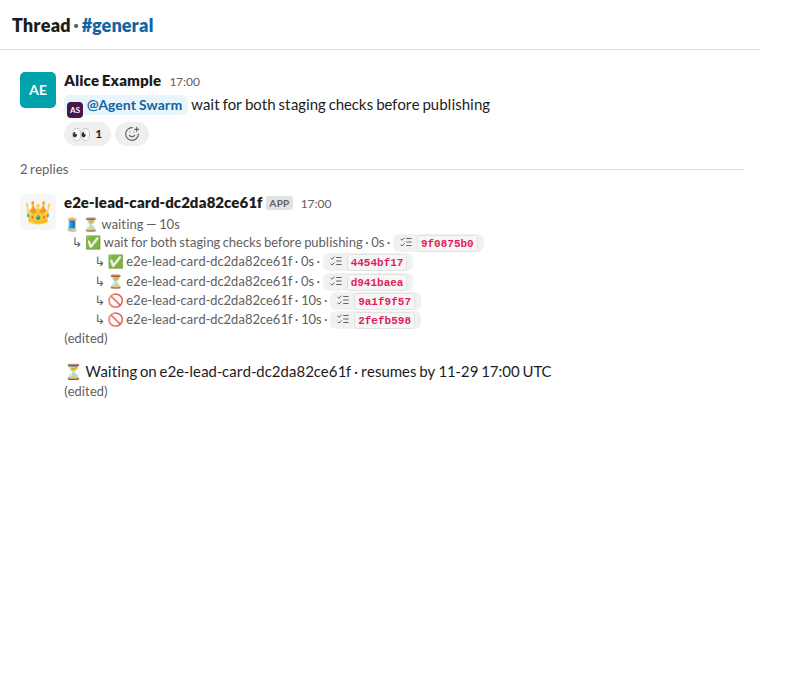 Thread · #general
AE
Alice Example 17:00
AS @Agent Swarm wait for both staging checks before publishing
👀 1
2 replies
e2e-lead-card-dc2da82ce61f APP 17:00
🧵 ⏳ waiting — 10s
↳ ✅ wait for both staging checks before publishing · 0s · 9f0875b0
↳ ✅ e2e-lead-card-dc2da82ce61f · 0s · 4454bf17
↳ ⏳ e2e-lead-card-dc2da82ce61f · 0s · d941baea
↳ 🚫 e2e-lead-card-dc2da82ce61f · 10s · 9a1f9f57
↳ 🚫 e2e-lead-card-dc2da82ce61f · 10s · 2fefb598
(edited)
⏳ Waiting on e2e-lead-card-dc2da82ce61f · resumes by 11-29 17:00 UTC
(edited)